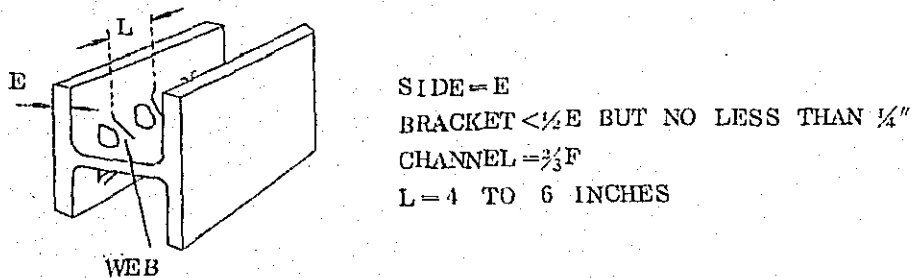 L
E
SIDE=E
BRACKET <½E BUT NO LESS THAN ¼"
CHANNEL=⅔F
L=4 TO 6 INCHES
WEB